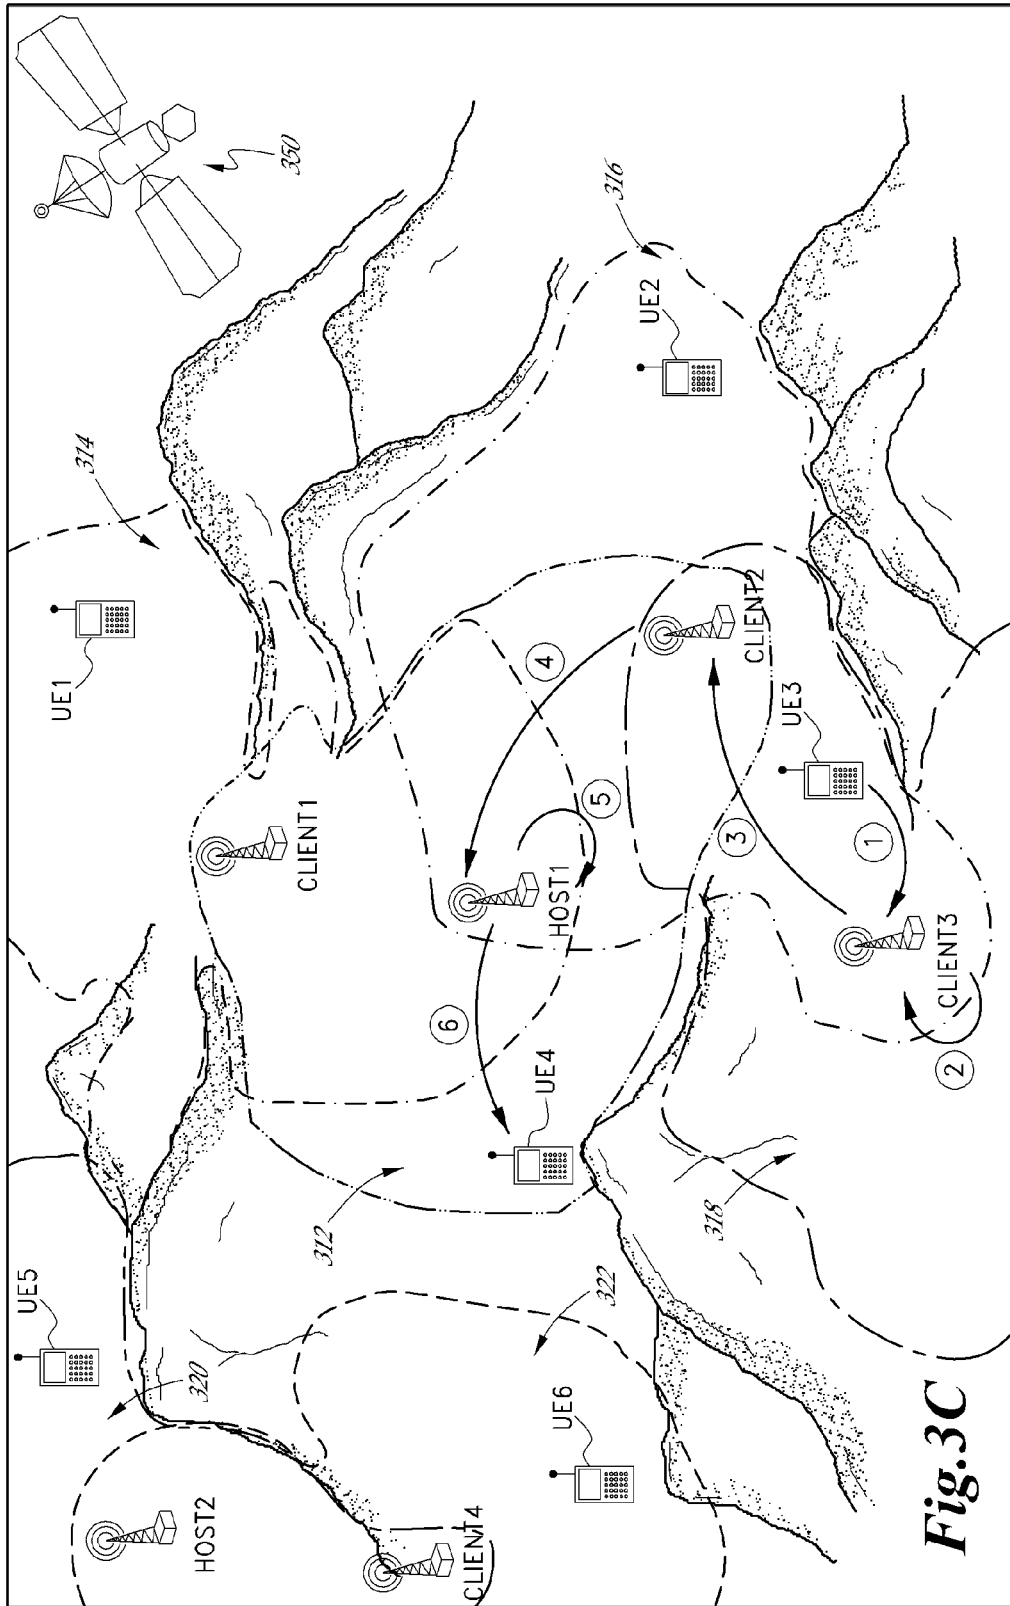 350
314
316
UE1
UE2
CLIENT1
CLIENT2
UE3
4
5
3
1
HOST1
CLIENT3
6
2
UE4
312
318
UE5
320
322
UE6
HOST2
CLIENT4
Fig.3C